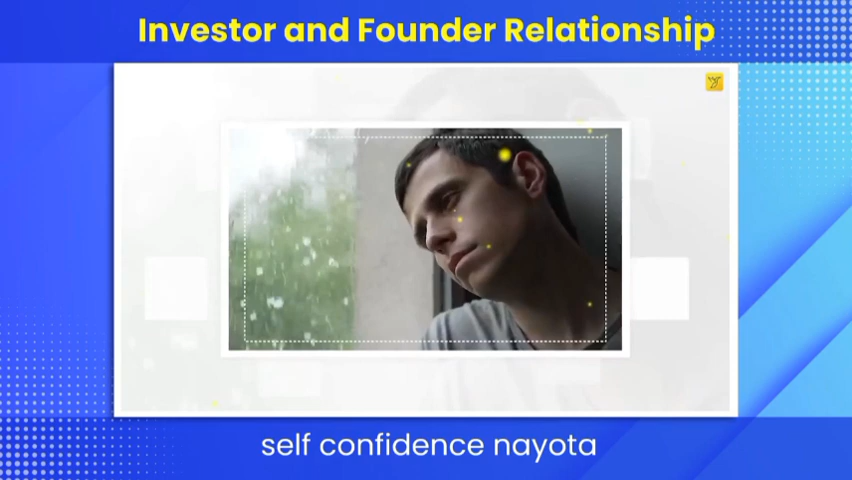 Investor and Founder Relationship
self confidence nayota